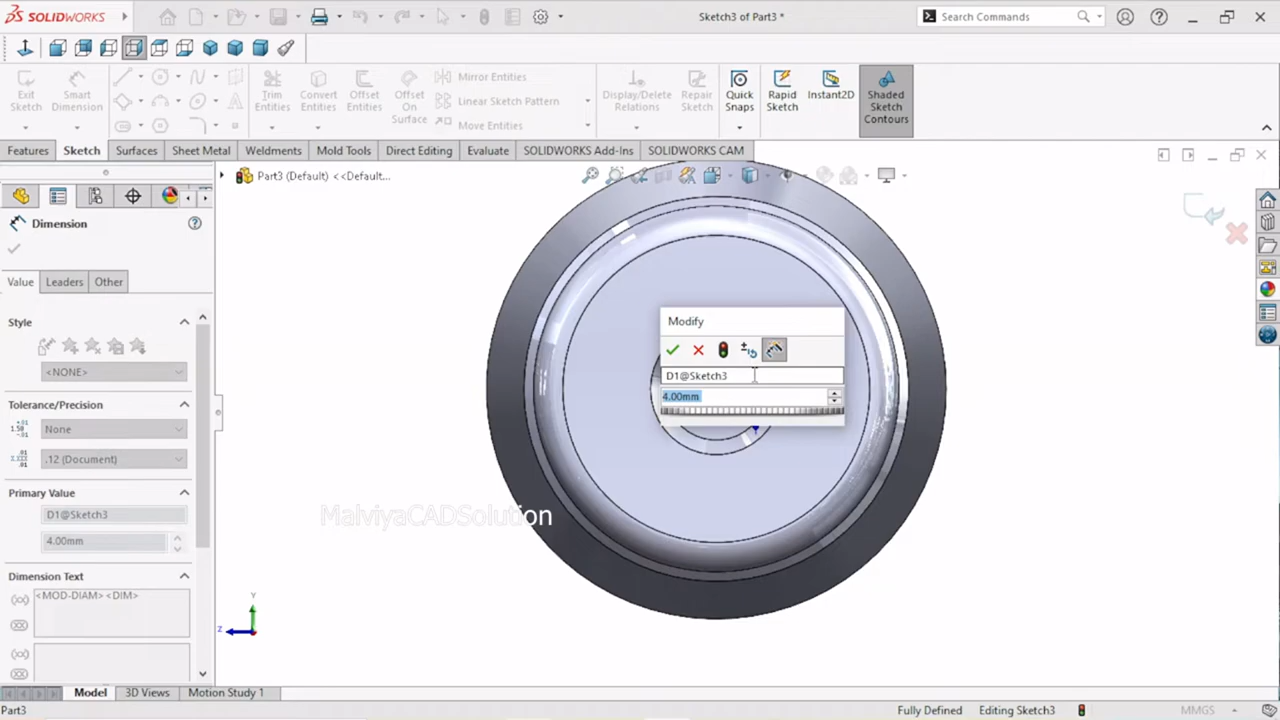 SOLIDWORKS
Sketch3 of Part3 *
Search Commands
Exit Sketch
Smart Dimension
Trim Entities
Convert Entities
Offset Entities
Offset On Surface
Mirror Entities
Linear Sketch Pattern
Move Entities
Display/Delete Relations
Repair Sketch
Quick Snaps
Rapid Sketch
Instant2D
Shaded Sketch Contours
Features
Sketch
Surfaces
Sheet Metal
Weldments
Mold Tools
Direct Editing
Evaluate
SOLIDWORKS Add-Ins
SOLIDWORKS CAM
Part3 (Default) <<Default...
Dimension
Value
Leaders
Other
Style
<NONE>
Tolerance/Precision
None
.12 (Document)
Primary Value
D1@Sketch3
4.00mm
Dimension Text
<MOD-DIAM> <DIM>
Modify
D1@Sketch3
4.00mm
MalviyaCADSolution
Y
Z
Model
3D Views
Motion Study 1
Part3
Fully Defined
Editing Sketch3
MMGS